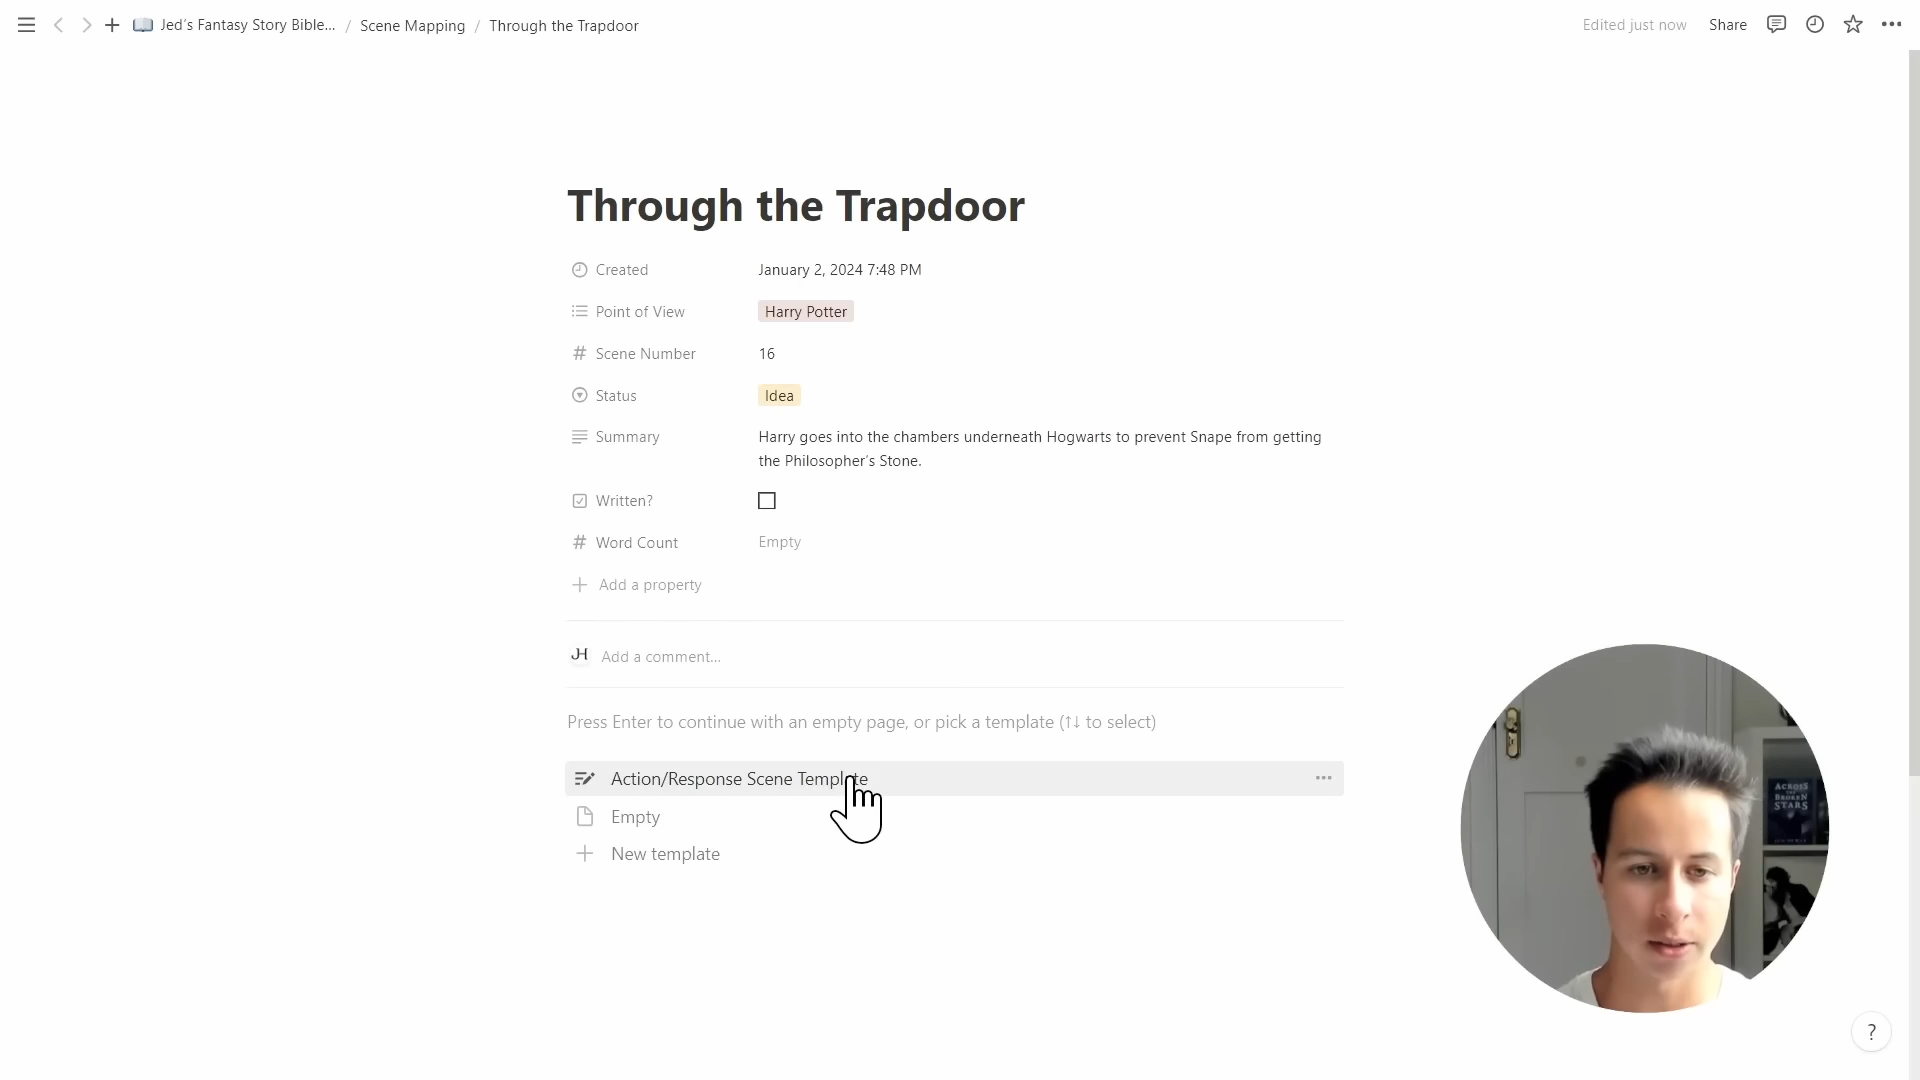 Jed's Fantasy Story Bible... / Scene Mapping / Through the Trapdoor
Edited just now
Share
Through the Trapdoor
Created
January 2, 2024 7:48 PM
Point of View
Harry Potter
Scene Number
16
Status
Idea
Summary
Harry goes into the chambers underneath Hogwarts to prevent Snape from getting
the Philosopher's Stone.
Written?
Word Count
Empty
Add a property
JH
Add a comment...
Press Enter to continue with an empty page, or pick a template (↑↓ to select)
Action/Response Scene Template
Empty
New template
ACROSS
THE
BROKEN
STARS
?